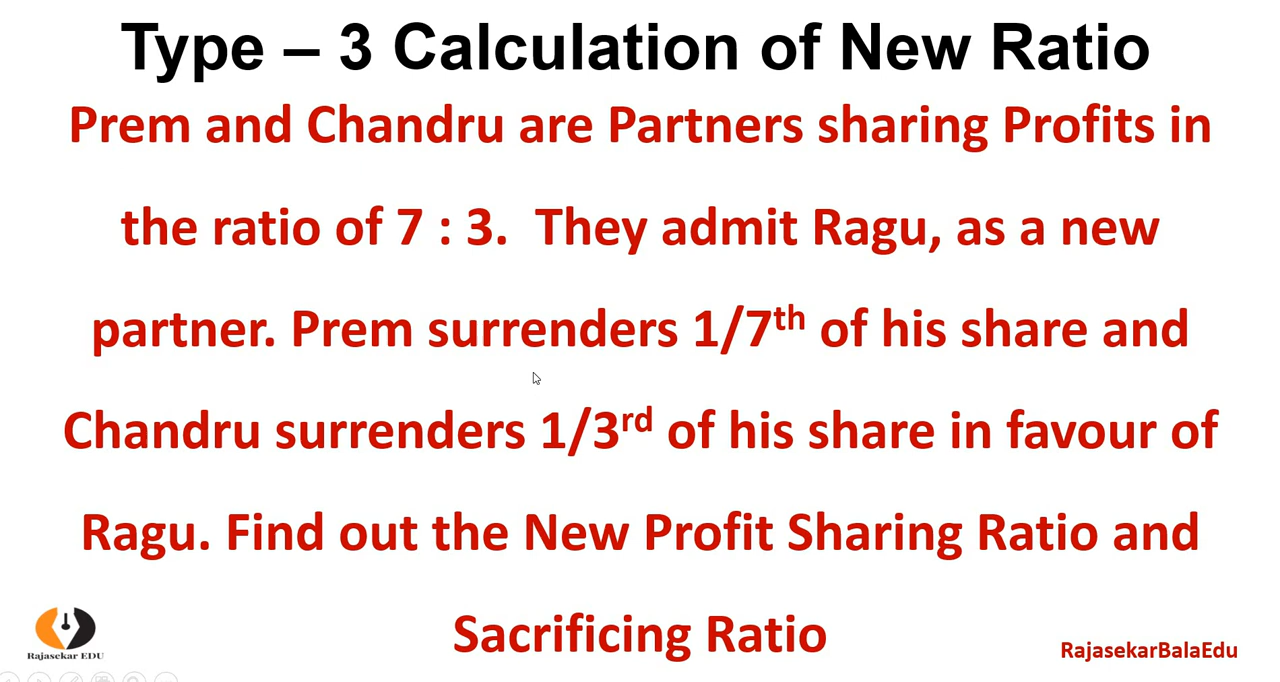 Type – 3 Calculation of New Ratio
Prem and Chandru are Partners sharing Profits in
the ratio of 7 : 3.  They admit Ragu, as a new
partner. Prem surrenders 1/7th of his share and
Chandru surrenders 1/3rd of his share in favour of
Ragu. Find out the New Profit Sharing Ratio and
Sacrificing Ratio
Rajasekar EDU
RajasekarBalaEdu